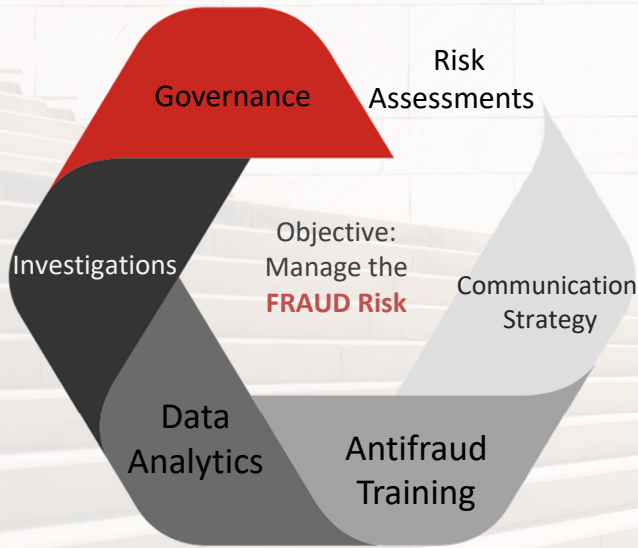 Governance
Risk
Assessments
Investigations
Objective:
Manage the
FRAUD Risk
Communication
Strategy
Data
Analytics
Antifraud
Training